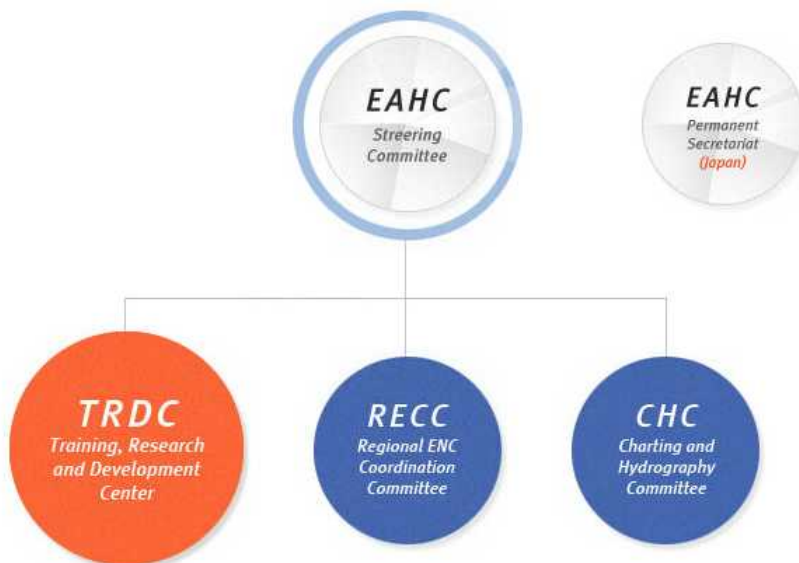 EAHC
Streering
Committee
EAHC
Permanent
Secretariat
(Japan)
TRDC
Training, Research
and Development
Center
RECC
Regional ENC
Coordination
Committee
CHC
Charting and
Hydrography
Committee